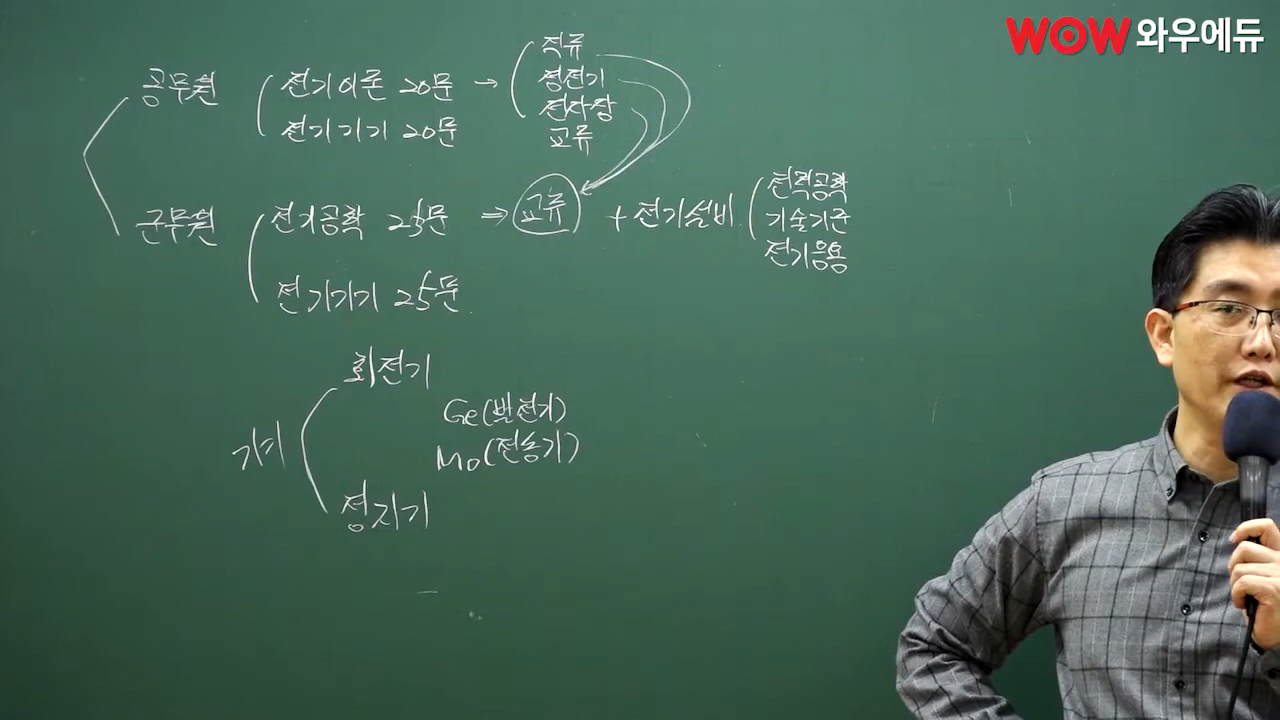 WOW 와우에듀
공무원 전기이론 20문 → 직류
정전기
전자장
교류
전기기기 20문
군무원 전기공학 25문 ⇒ 교류 + 전기설비 전력공학
기술기준
전기응용
전기기기 25문
기기 회전기
Ge(발전기)
Mo(전동기)
정지기